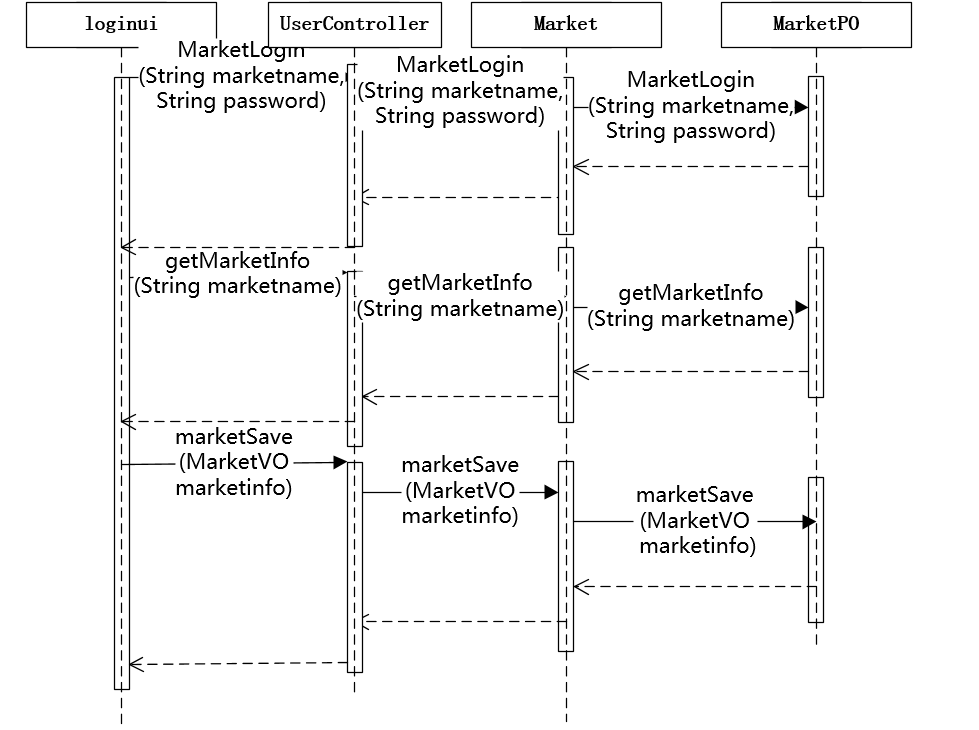 loginui
UserController
Market
MarketPO
MarketLogin
(String marketname,
String password)
MarketLogin
(String marketname,
String password)
MarketLogin
(String marketname,
String password)
getMarketInfo
(String marketname)
getMarketInfo
(String marketname)
getMarketInfo
(String marketname)
marketSave
(MarketVO
marketinfo)
marketSave
(MarketVO
marketinfo)
marketSave
(MarketVO
marketinfo)